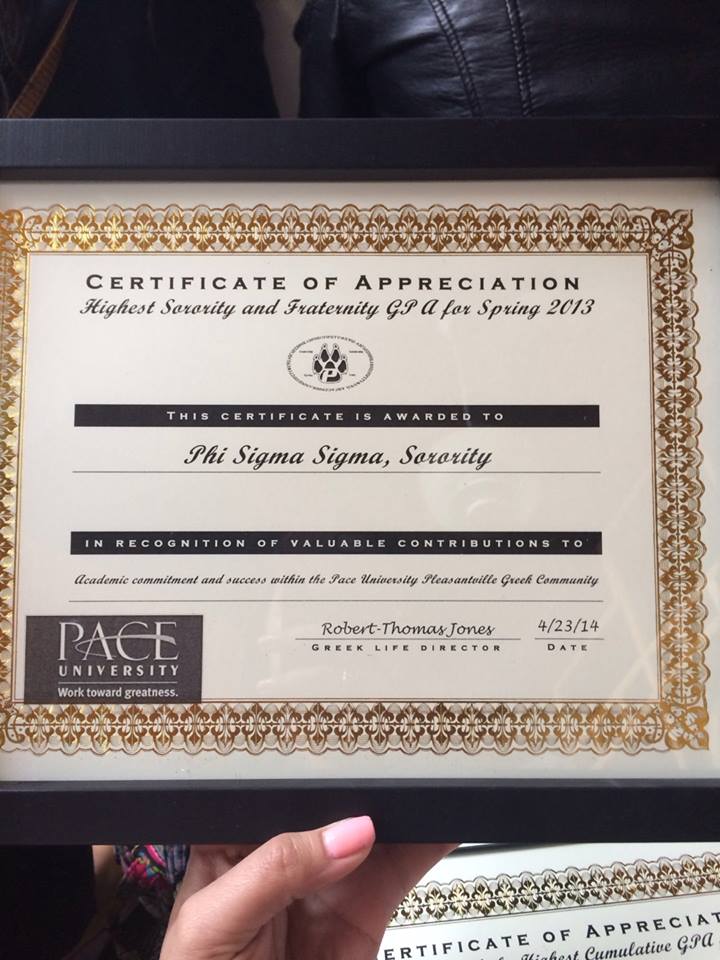 CERTIFICATE OF APPRECIATION
Highest Sorority and Fraternity GPA for Spring 2013
P
THIS CERTIFICATE IS AWARDED TO
Phi Sigma Sigma, Sorority
IN RECOGNITION OF VALUABLE CONTRIBUTIONS TO
Academic commitment and success within the Pace University Pleasantville Greek Community
PACE
UNIVERSITY
Work toward greatness.
Robert-Thomas Jones
GREEK LIFE DIRECTOR
4/23/14
DATE
ERTIFICATE OF APPRECIAT
Highest Cumulative GPA